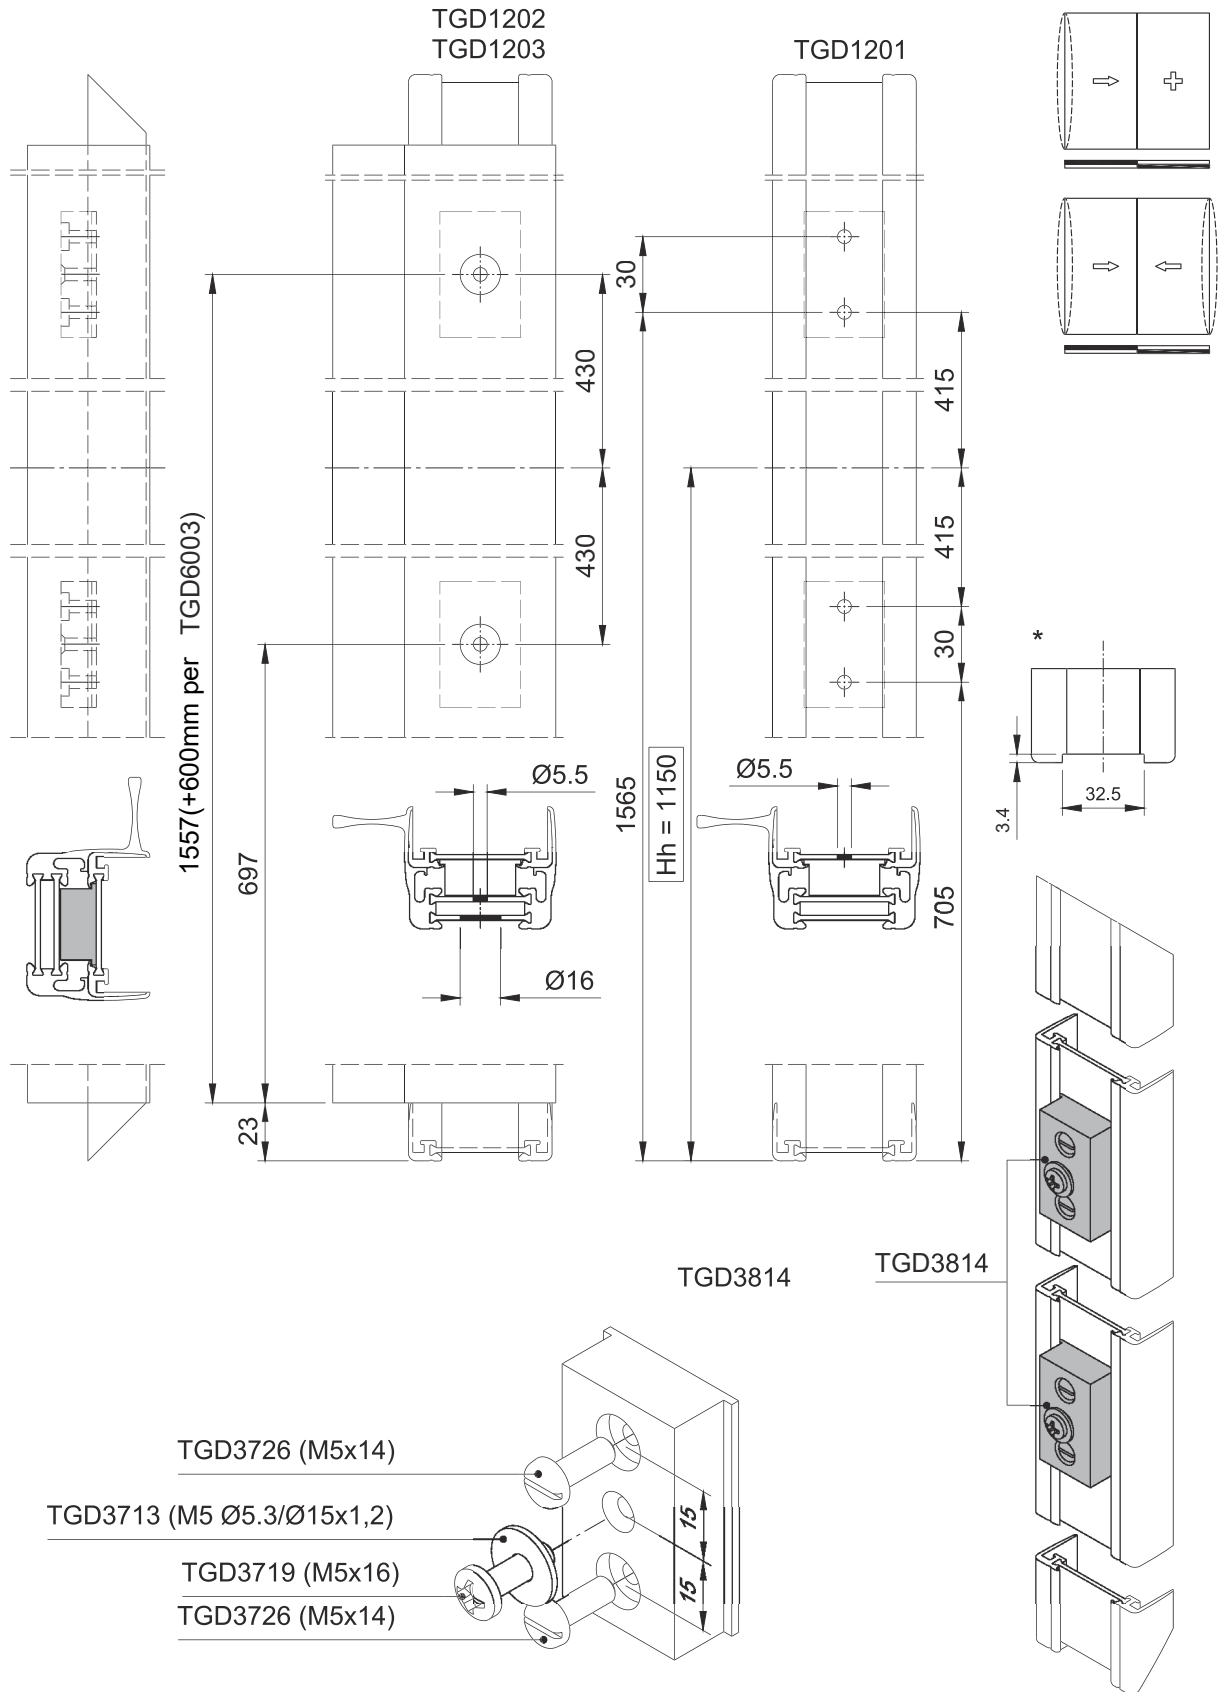 TGD1202
TGD1203
TGD1201
30
430
415
1557(+600mm per TGD6003)
430
415
30
*
Ø5.5
Ø5.5
1565
Hh = 1150
32.5
3.4
697
705
Ø16
23
TGD3814
TGD3814
TGD3726 (M5x14)
TGD3713 (M5 Ø5.3/Ø15x1,2)
15
TGD3719 (M5x16)
15
TGD3726 (M5x14)